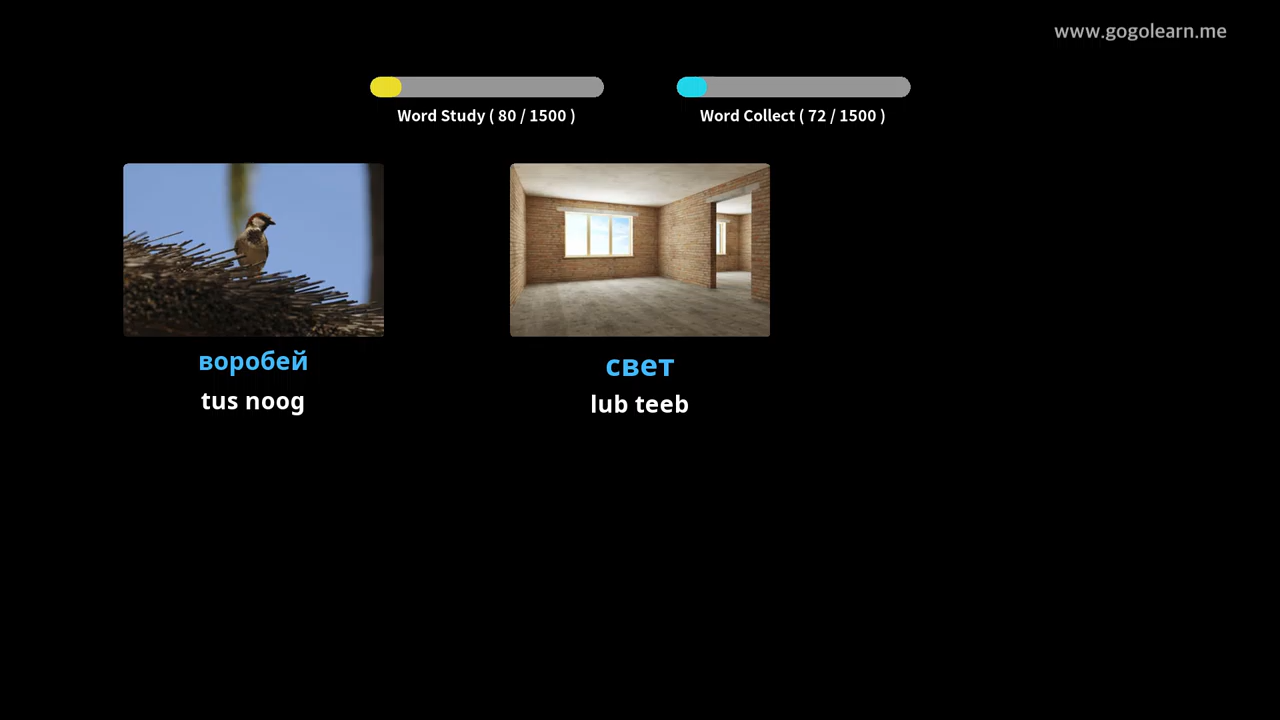 www.gogolearn.me
Word Study ( 80 / 1500 )
Word Collect ( 72 / 1500 )
воробей
tus noog
свет
lub teeb